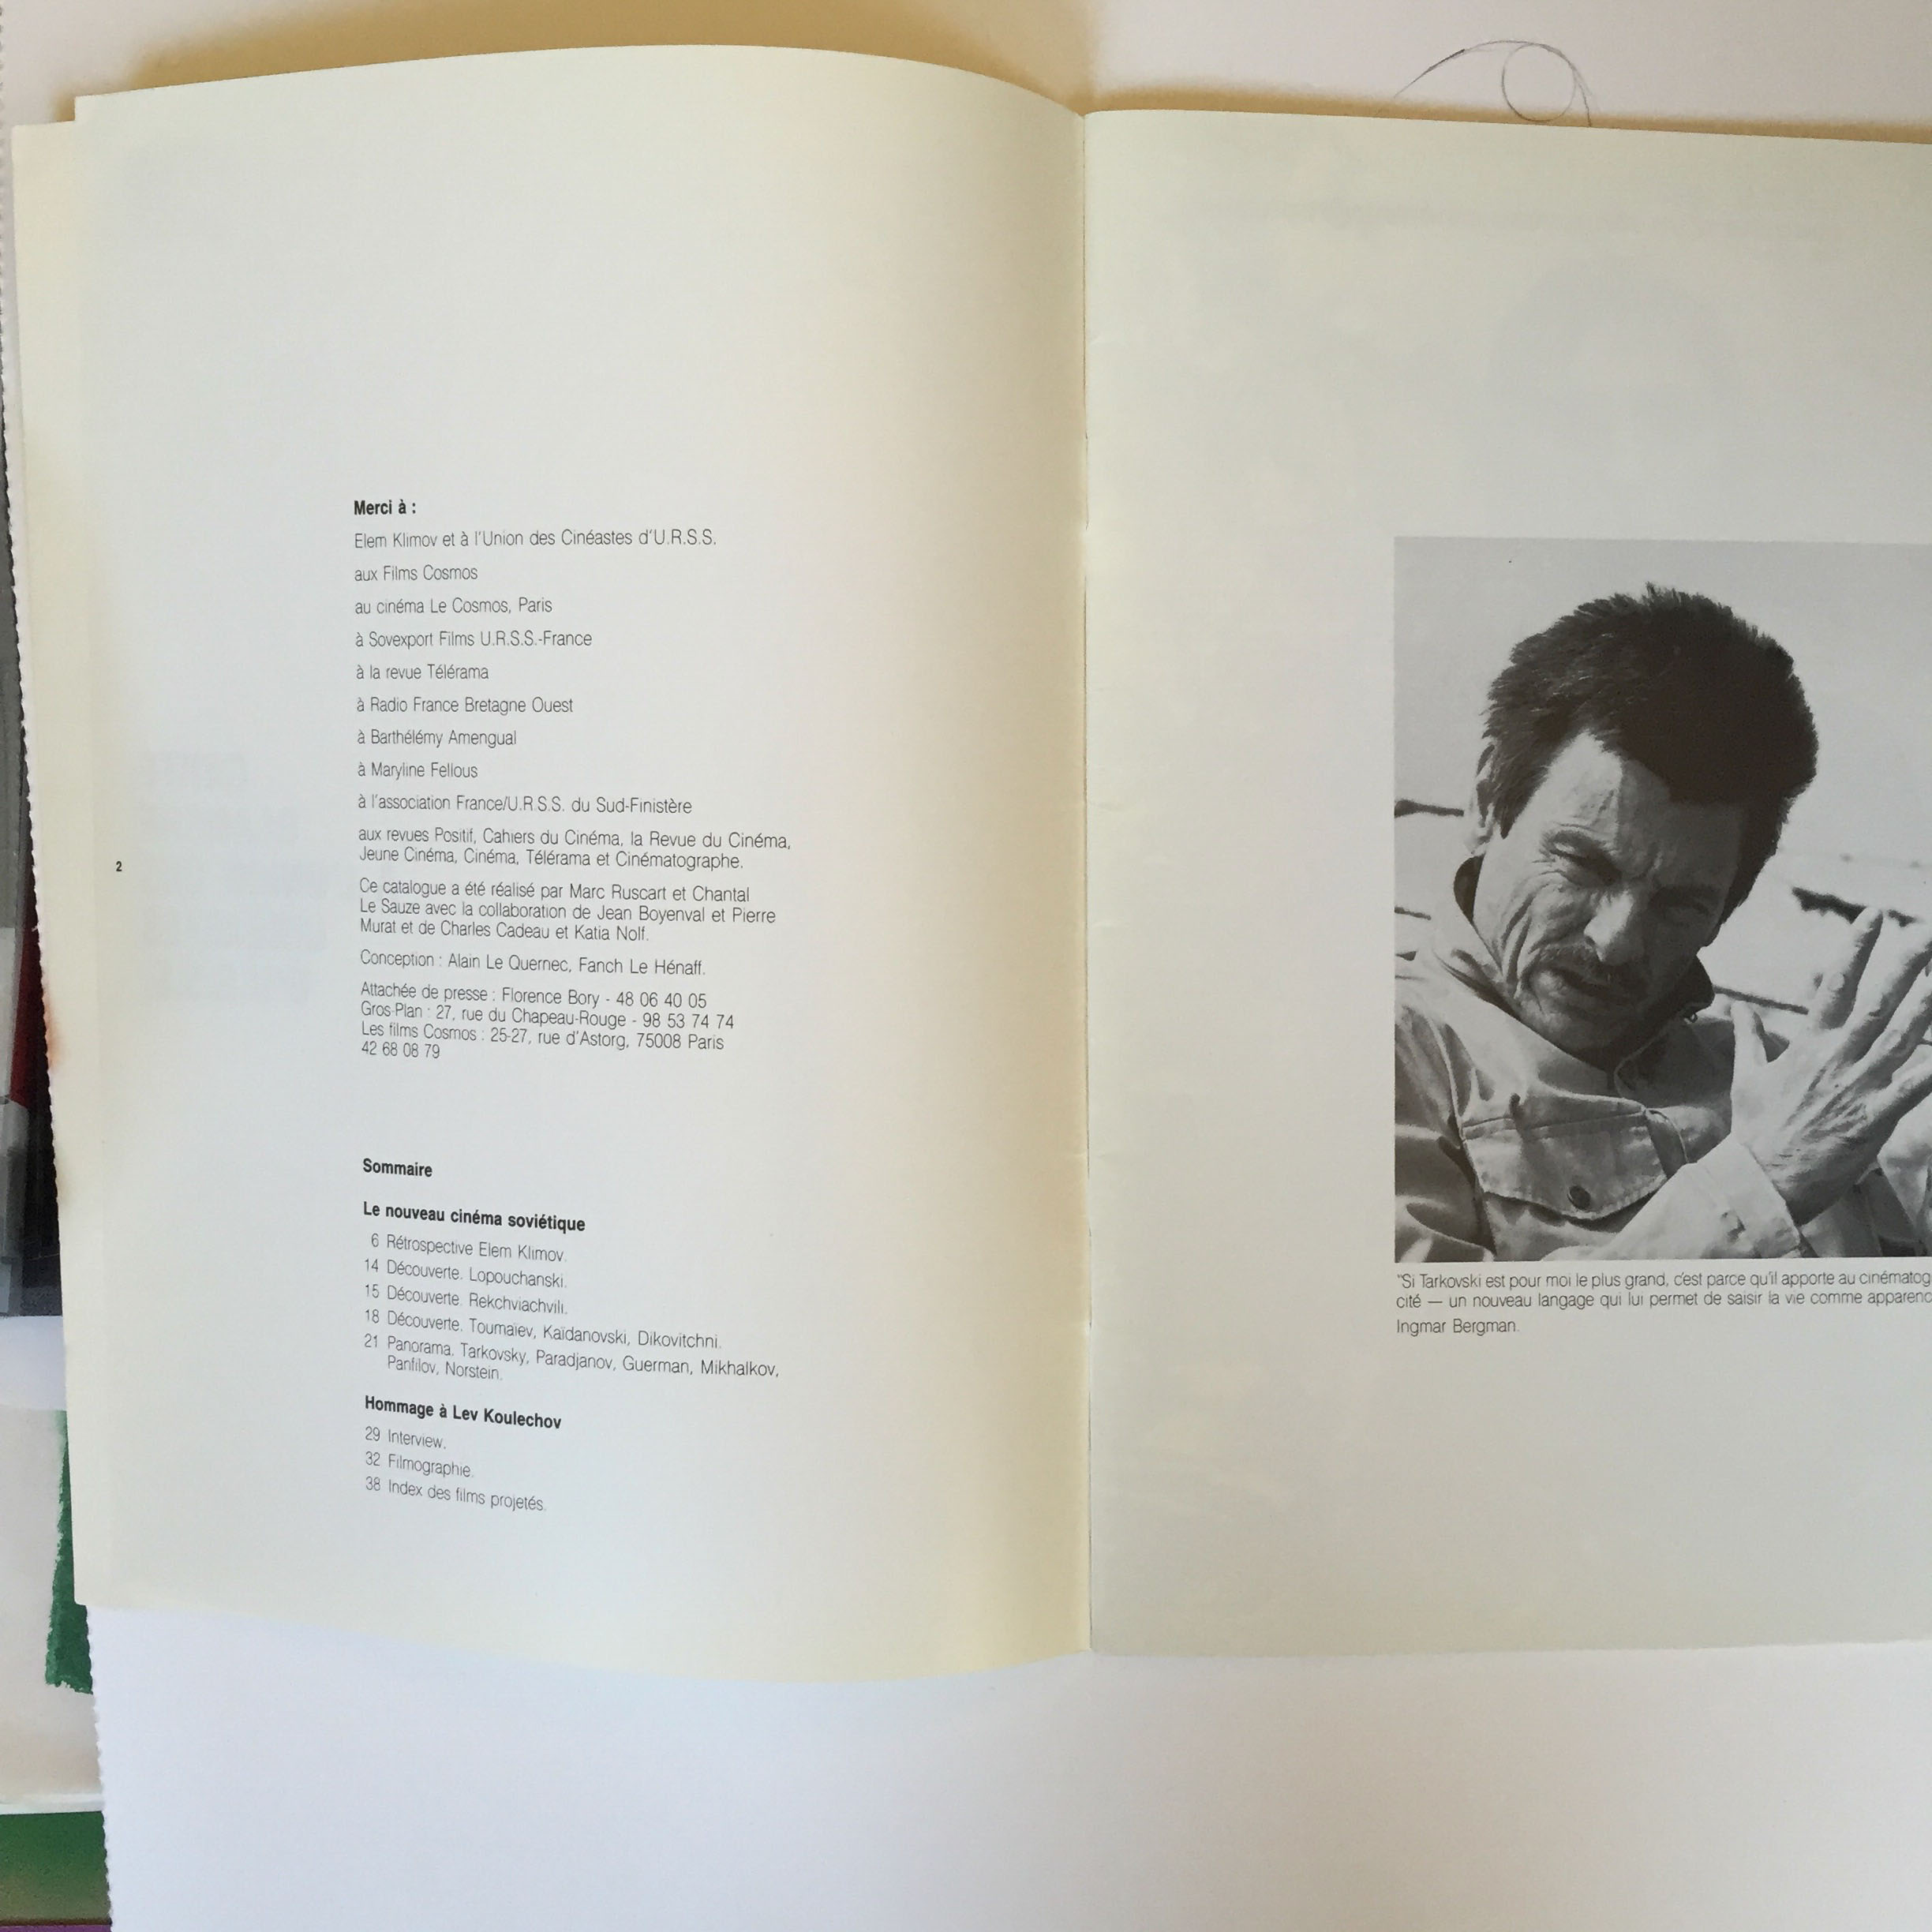 Merci à :
Elem Klimov et à l'Union des Cinéastes d'U.R.S.S.
aux Films Cosmos
au cinéma Le Cosmos, Paris
à Sovexport Films U.R.S.S.-France
à la revue Télérama
à Radio France Bretagne Ouest
à Barthélémy Amengual
à Maryline Fellous
à l'association France/U.R.S.S. du Sud-Finistère
aux revues Positif, Cahiers du Cinéma, la Revue du Cinéma,
Jeune Cinéma, Cinéma, Télérama et Cinématographe.
2
Ce catalogue a été réalisé par Marc Ruscart et Chantal
Le Sauze avec la collaboration de Jean Boyenval et Pierre
Murat et de Charles Cadeau et Katia Nolf.
Conception : Alain Le Quernec, Fanch Le Hénaff.
Attachée de presse : Florence Bory - 48 06 40 05
Gros-Plan : 27, rue du Chapeau-Rouge - 98 53 74 74
Les films Cosmos : 25-27, rue d'Astorg, 75008 Paris
42 68 08 79
Sommaire
Le nouveau cinéma soviétique
6 Rétrospective Elem Klimov.
14 Découverte. Lopouchanski.
15 Découverte. Rekchviachvili.
18 Découverte. Toumaïev, Kaïdanovski, Dikovitchni.
21 Panorama. Tarkovsky, Paradjanov, Guerman, Mikhalkov,
Panfilov, Norstein.
Hommage à Lev Koulechov
29 Interview.
32 Filmographie.
38 Index des films projetés.
"Si Tarkovski est pour moi le plus grand, c'est parce qu'il apporte au cinématog
cité — un nouveau langage qui lui permet de saisir la vie comme apparenc
Ingmar Bergman.